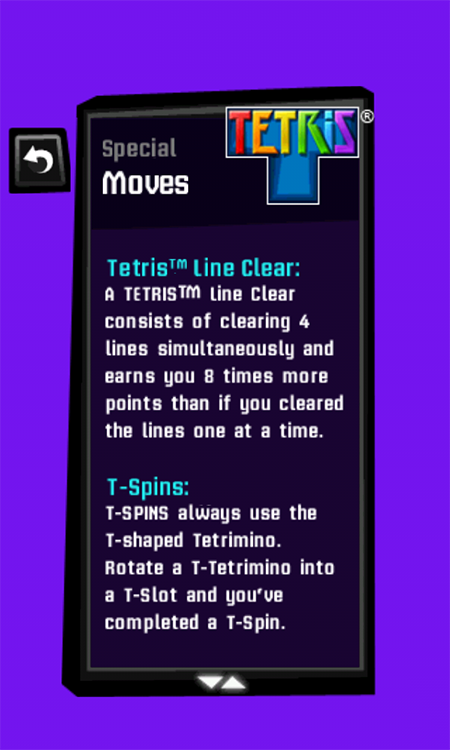 TETRIS®
Special
Moves
Tetris™ Line Clear:
A TETRIS™ Line Clear
consists of clearing 4
lines simultaneously and
earns you 8 times more
points than if you cleared
the lines one at a time.
T-Spins:
T-SPINS always use the
T-shaped Tetrimino.
Rotate a T-Tetrimino into
a T-Slot and you've
completed a T-Spin.